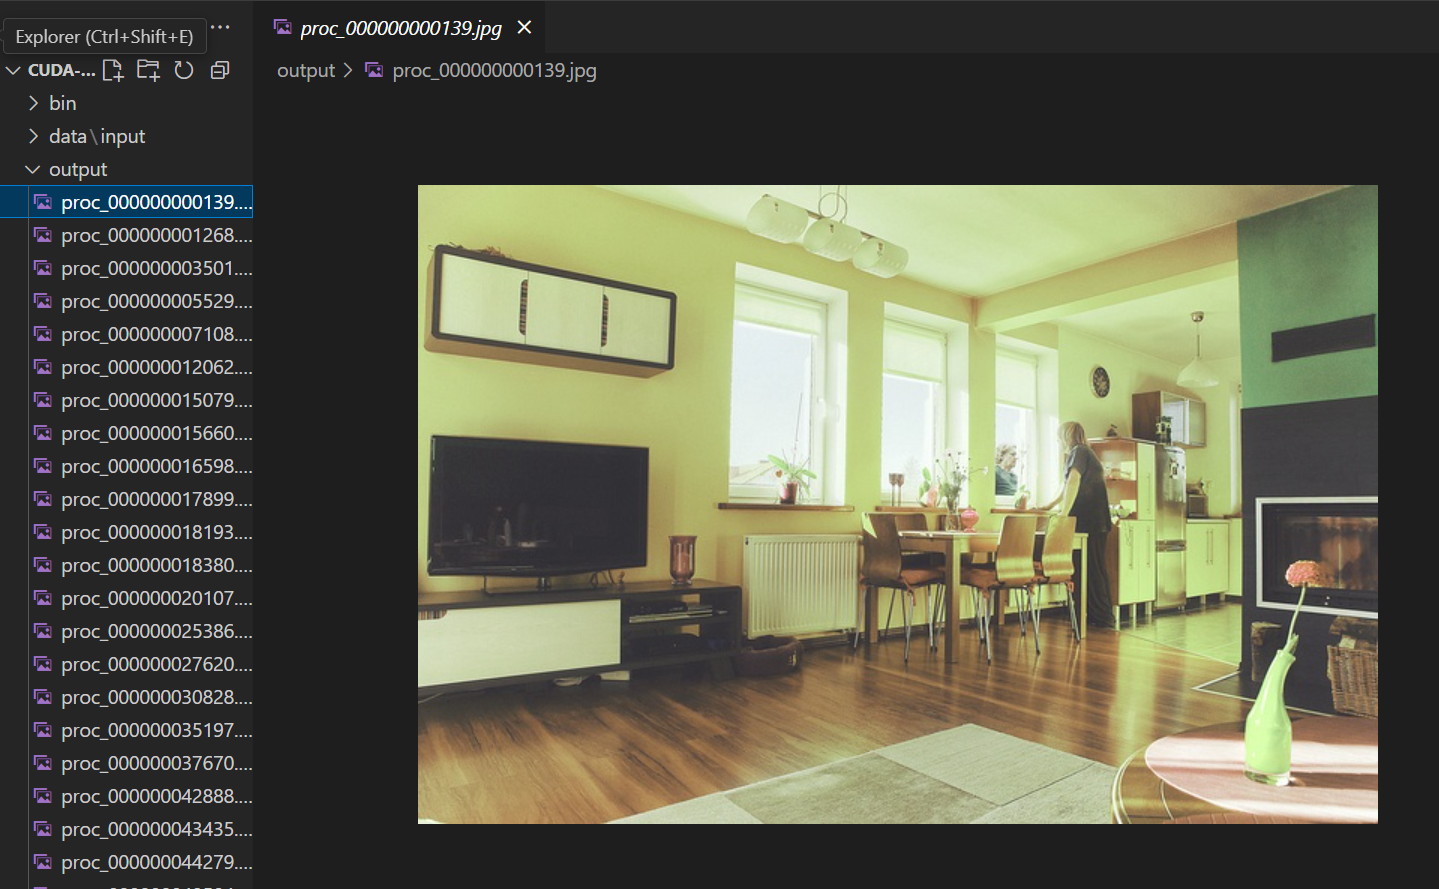 Explorer (Ctrl+Shift+E)
···
CUDA-...
bin
data\input
output
proc_000000000139....
proc_000000001268....
proc_000000003501....
proc_000000005529....
proc_000000007108....
proc_000000012062....
proc_000000015079....
proc_000000015660....
proc_000000016598....
proc_000000017899....
proc_000000018193....
proc_000000018380....
proc_000000020107....
proc_000000025386....
proc_000000027620....
proc_000000030828....
proc_000000035197....
proc_000000037670....
proc_000000042888....
proc_000000043435....
proc_000000044279....
proc_000000000139.jpg
output > proc_000000000139.jpg